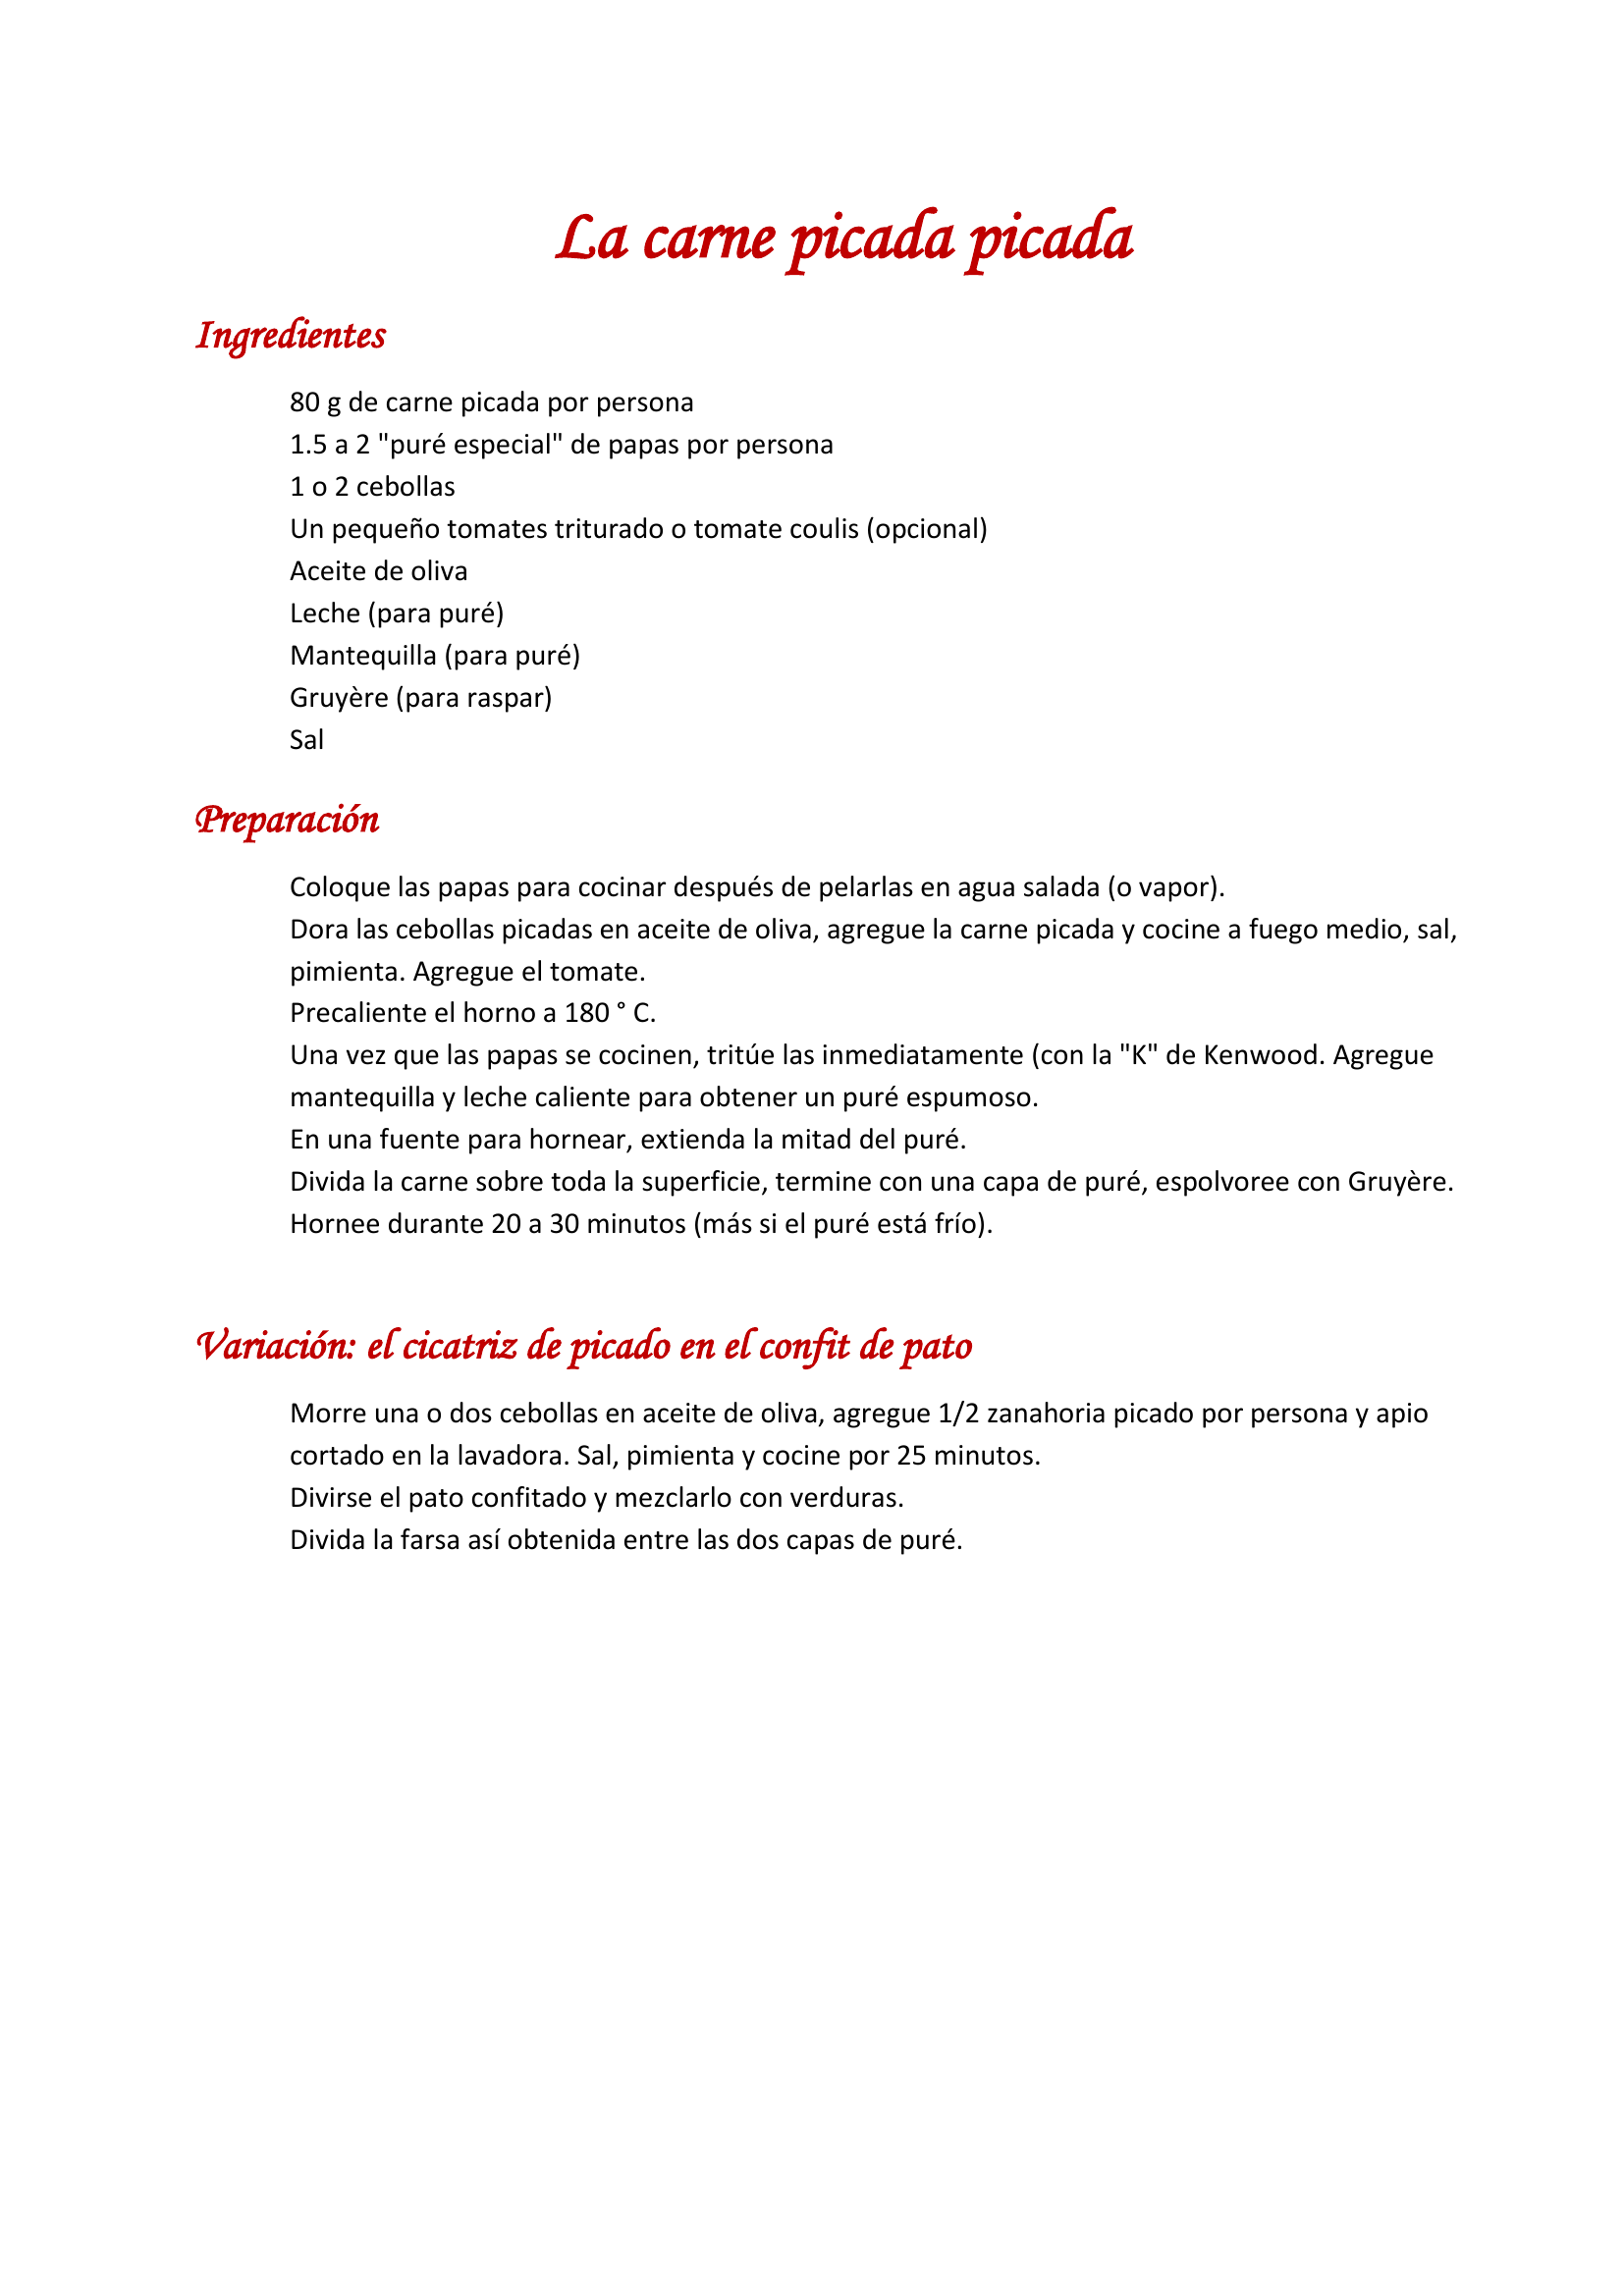 La carne picada picada
Ingredientes
80 g de carne picada por persona
1.5 a 2 "puré especial" de papas por persona
1 o 2 cebollas
Un pequeño tomates triturado o tomate coulis (opcional)
Aceite de oliva
Leche (para puré)
Mantequilla (para puré)
Gruyère (para raspar)
Sal
Preparación
Coloque las papas para cocinar después de pelarlas en agua salada (o vapor).
Dora las cebollas picadas en aceite de oliva, agregue la carne picada y cocine a fuego medio, sal,
pimienta. Agregue el tomate.
Precaliente el horno a 180 ° C.
Una vez que las papas se cocinen, tritúe las inmediatamente (con la "K" de Kenwood. Agregue
mantequilla y leche caliente para obtener un puré espumoso.
En una fuente para hornear, extienda la mitad del puré.
Divida la carne sobre toda la superficie, termine con una capa de puré, espolvoree con Gruyère.
Hornee durante 20 a 30 minutos (más si el puré está frío).
Variación: el cicatriz de picado en el confit de pato
Morre una o dos cebollas en aceite de oliva, agregue 1/2 zanahoria picado por persona y apio
cortado en la lavadora. Sal, pimienta y cocine por 25 minutos.
Divirse el pato confitado y mezclarlo con verduras.
Divida la farsa así obtenida entre las dos capas de puré.